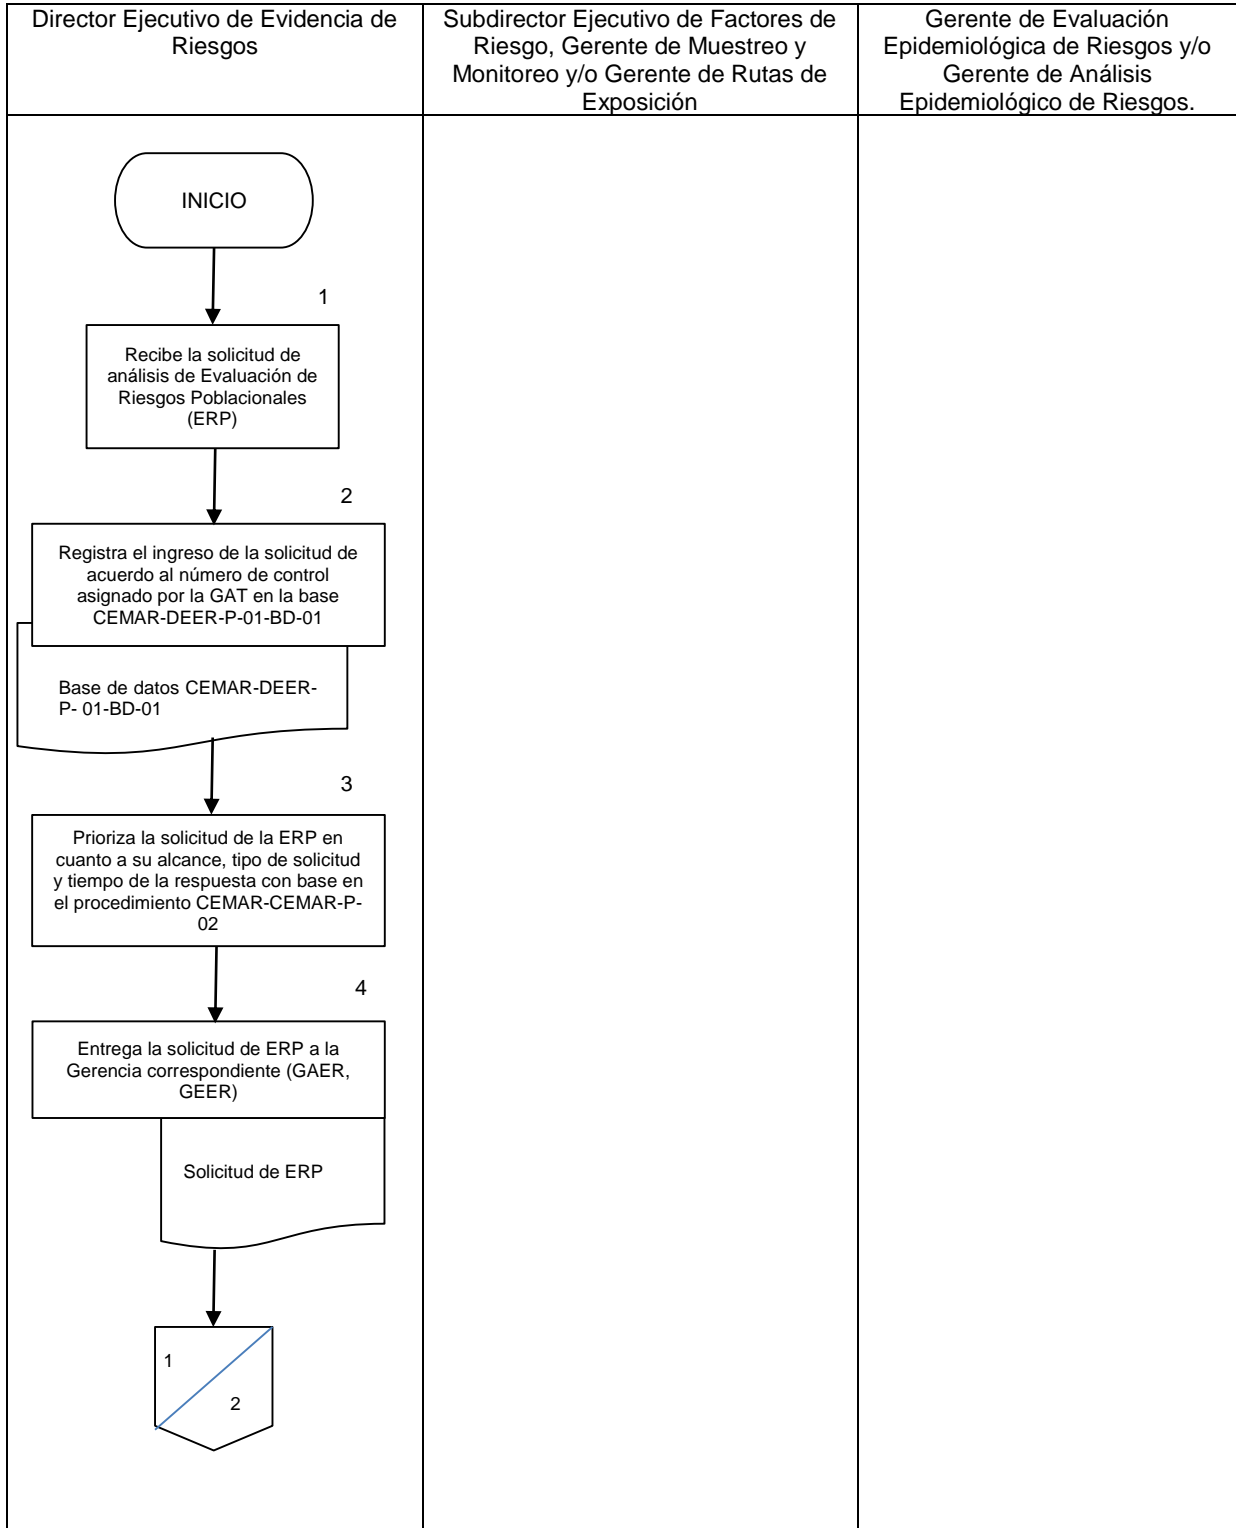 Director Ejecutivo de Evidencia de
Riesgos
Subdirector Ejecutivo de Factores de
Riesgo, Gerente de Muestreo y
Monitoreo y/o Gerente de Rutas de
Exposición
Gerente de Evaluación
Epidemiológica de Riesgos y/o
Gerente de Análisis
Epidemiológico de Riesgos.
INICIO
1
Recibe la solicitud de
análisis de Evaluación de
Riesgos Poblacionales
(ERP)
2
Registra el ingreso de la solicitud de
acuerdo al número de control
asignado por la GAT en la base
CEMAR-DEER-P-01-BD-01
Base de datos CEMAR-DEER-
P- 01-BD-01
3
Prioriza la solicitud de la ERP en
cuanto a su alcance, tipo de solicitud
y tiempo de la respuesta con base en
el procedimiento CEMAR-CEMAR-P-
02
4
Entrega la solicitud de ERP a la
Gerencia correspondiente (GAER,
GEER)
Solicitud de ERP
1
2